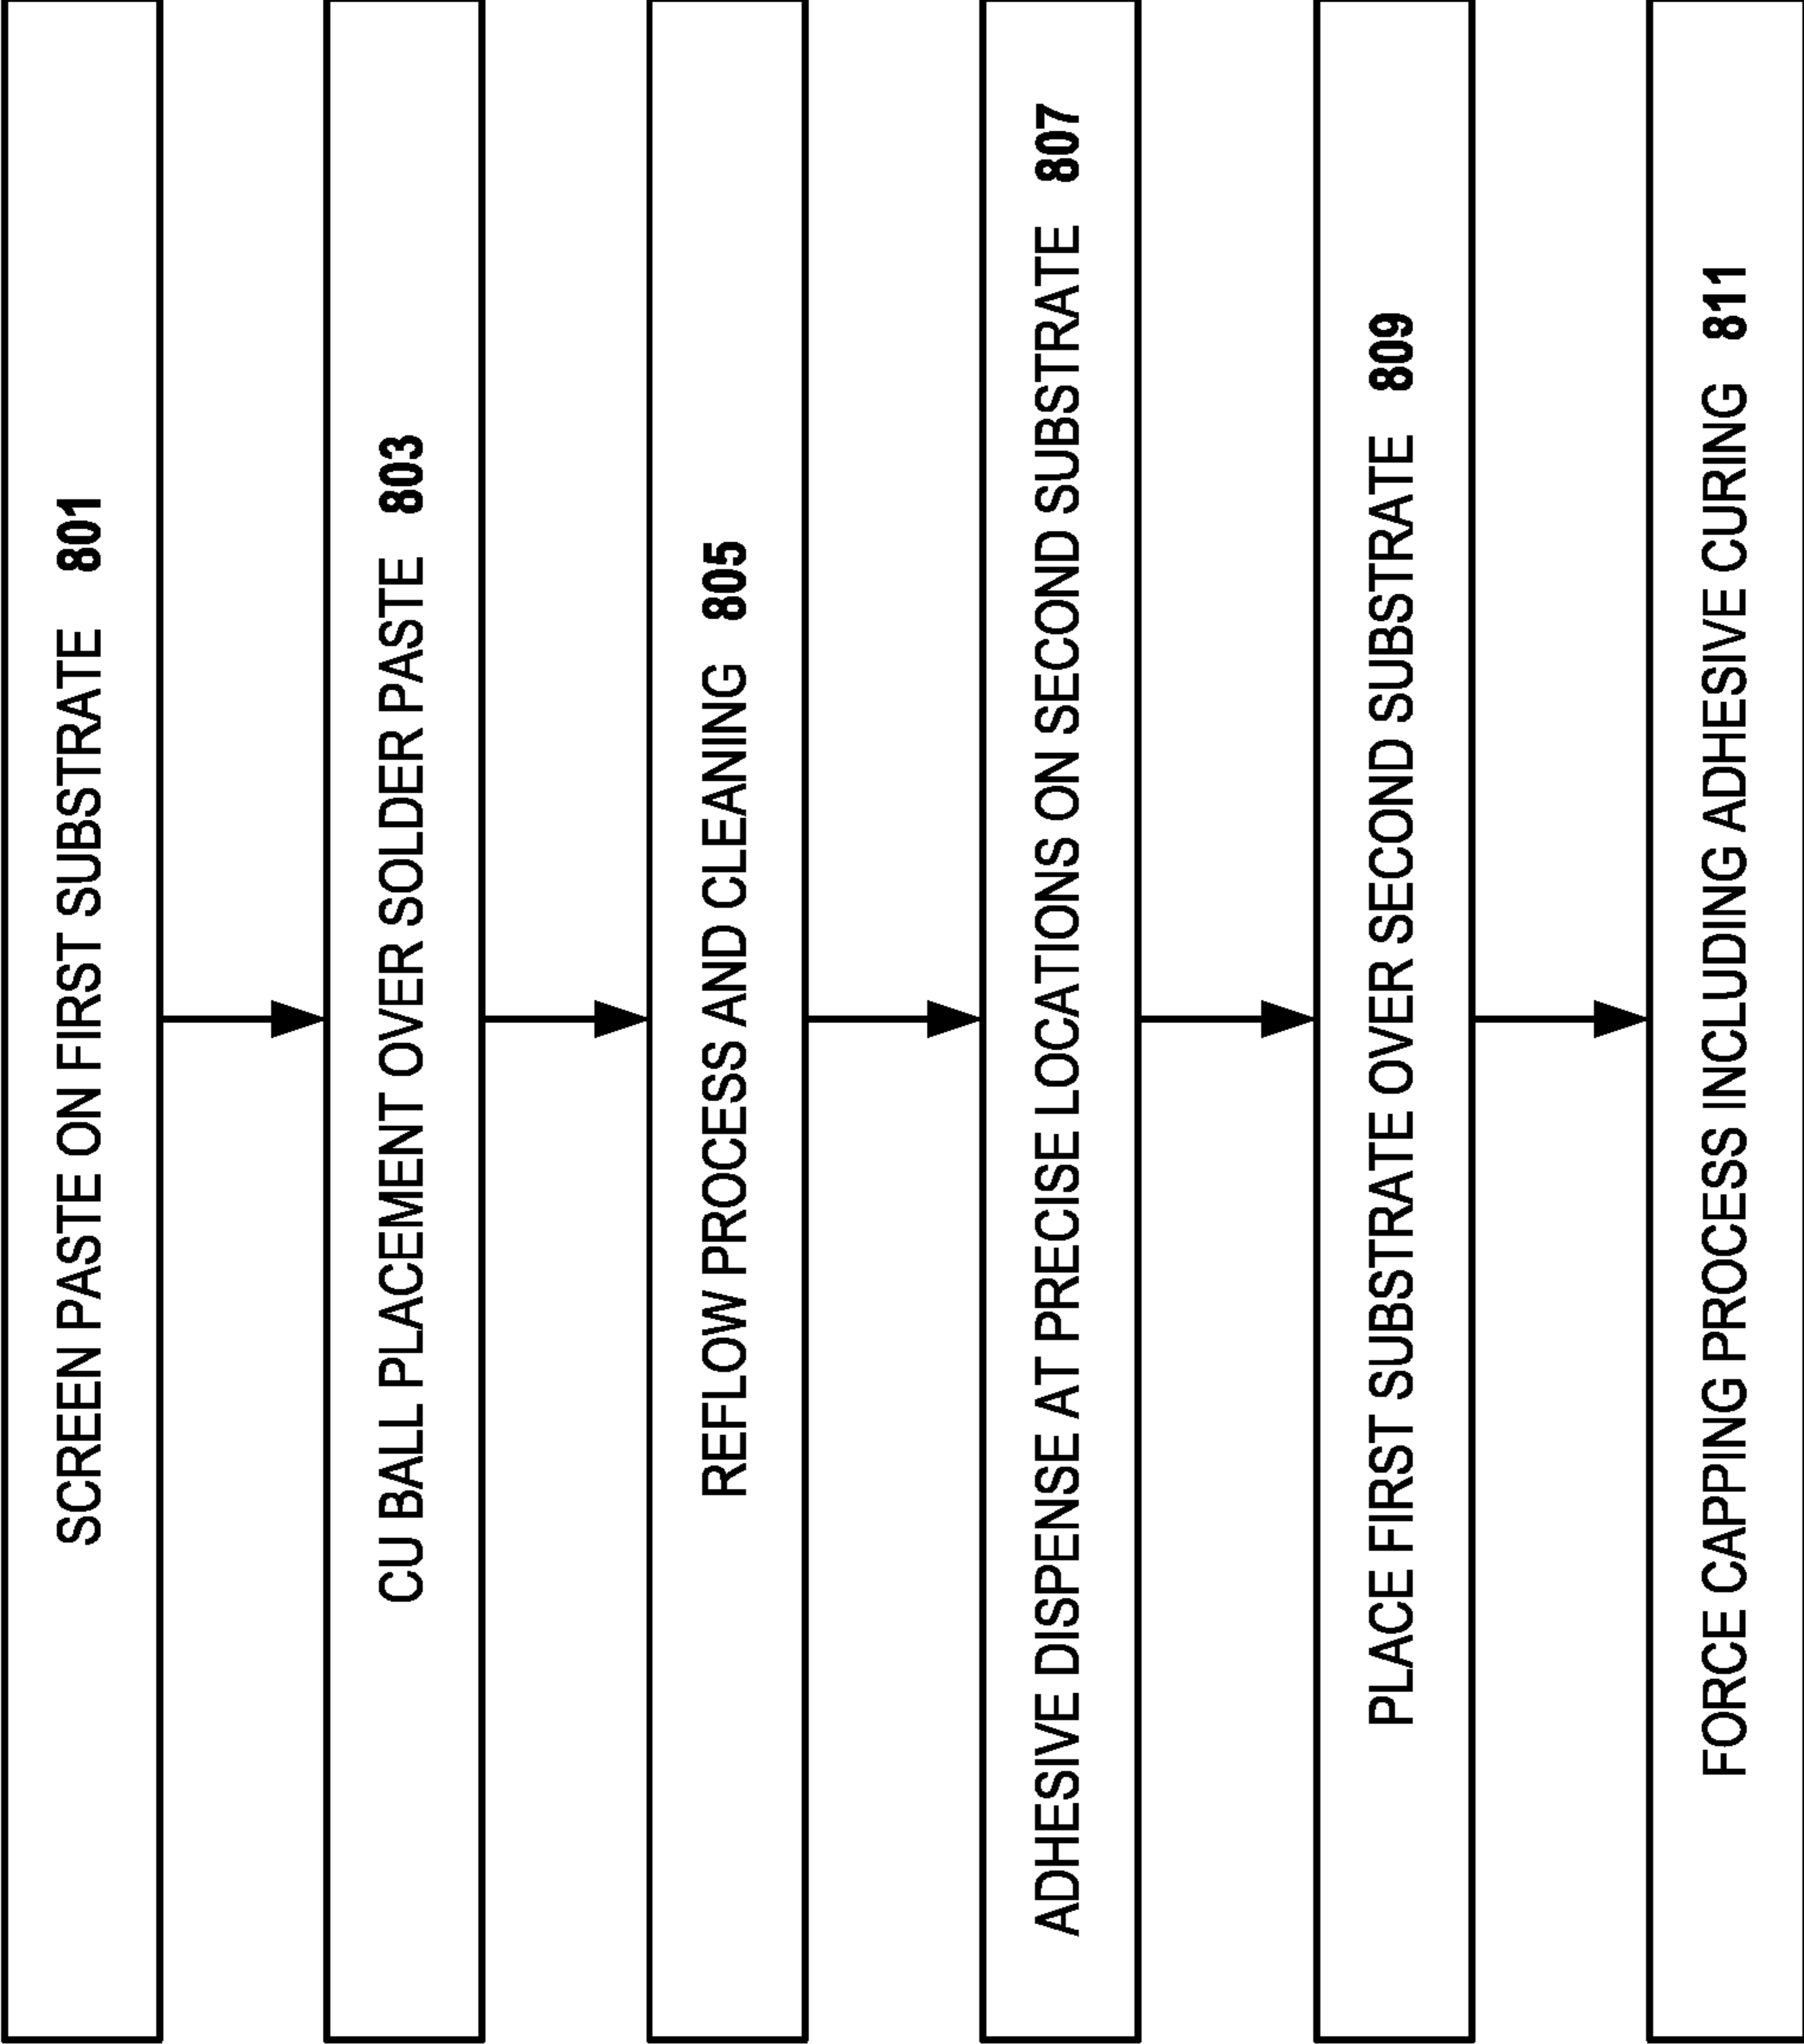 SCREEN PASTE ON FIRST SUBSTRATE 801
CU BALL PLACEMENT OVER SOLDER PASTE 803
REFLOW PROCESS AND CLEANING 805
ADHESIVE DISPENSE AT PRECISE LOCATIONS ON SECOND SUBSTRATE 807
PLACE FIRST SUBSTRATE OVER SECOND SUBSTRATE 809
FORCE CAPPING PROCESS INCLUDING ADHESIVE CURING 811